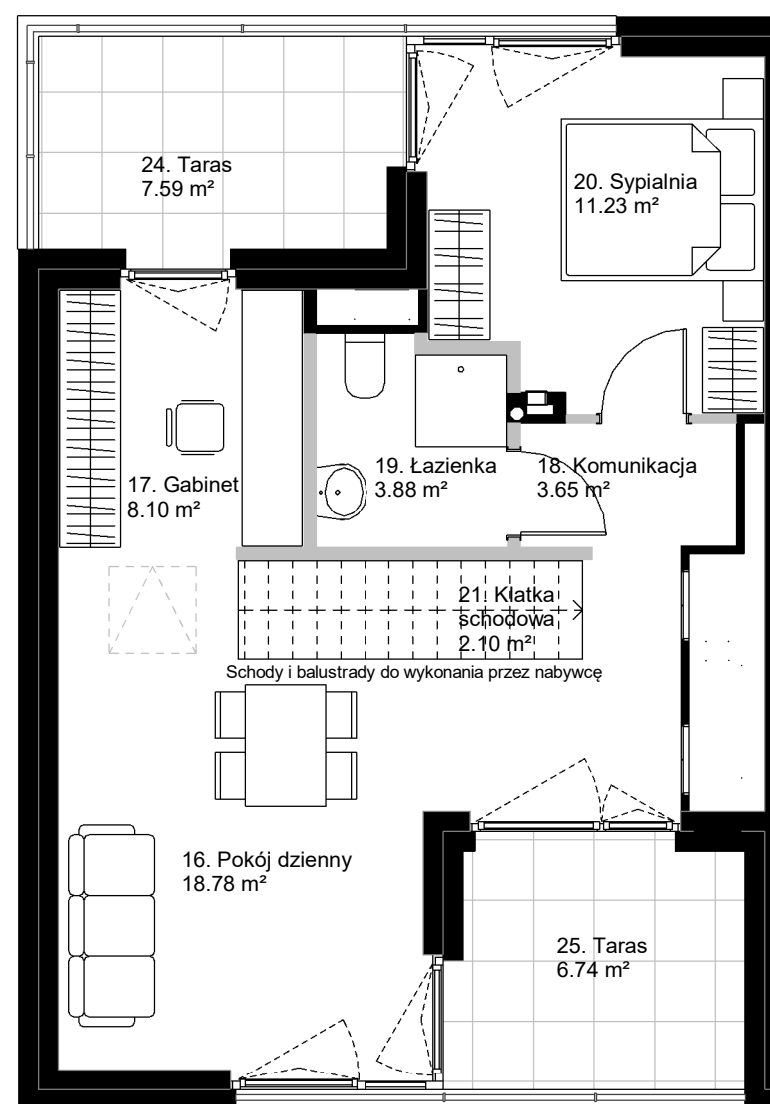 24. Taras
7.59 m²
20. Sypialnia
11.23 m²
17. Gabinet
8.10 m²
19. Łazienka
3.88 m²
18. Komunikacja
3.65 m²
21. Klatka
schodowa
2.10 m²
Schody i balustrady do wykonania przez nabywcę
16. Pokój dzienny
18.78 m²
25. Taras
6.74 m²